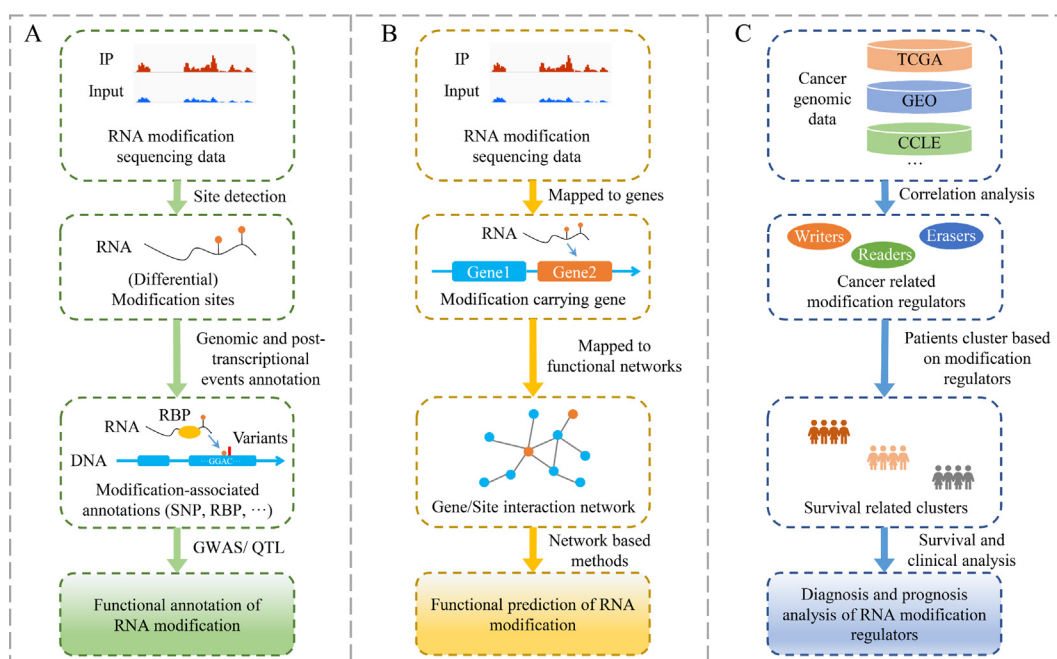 A
IP
Input
RNA modification
sequencing data
Site detection
RNA
(Differential)
Modification sites
Genomic and post-
transcriptional
events annotation
RBP
RNA
Variants
DNA
··GGAC··
Modification-associated
annotations (SNP, RBP, ···)
GWAS/ QTL
Functional annotation of
RNA modification
B
IP
Input
RNA modification
sequencing data
Mapped to genes
RNA
Gene1
Gene2
Modification carrying gene
Mapped to
functional networks
Gene/Site interaction network
Network based
methods
Functional prediction of RNA
modification
C
Cancer
genomic
data
TCGA
GEO
CCLE
···
Correlation analysis
Writers
Erasers
Readers
Cancer related
modification regulators
Patients cluster based
on modification
regulators
Survival related clusters
Survival and
clinical analysis
Diagnosis and prognosis
analysis of RNA modification
regulators